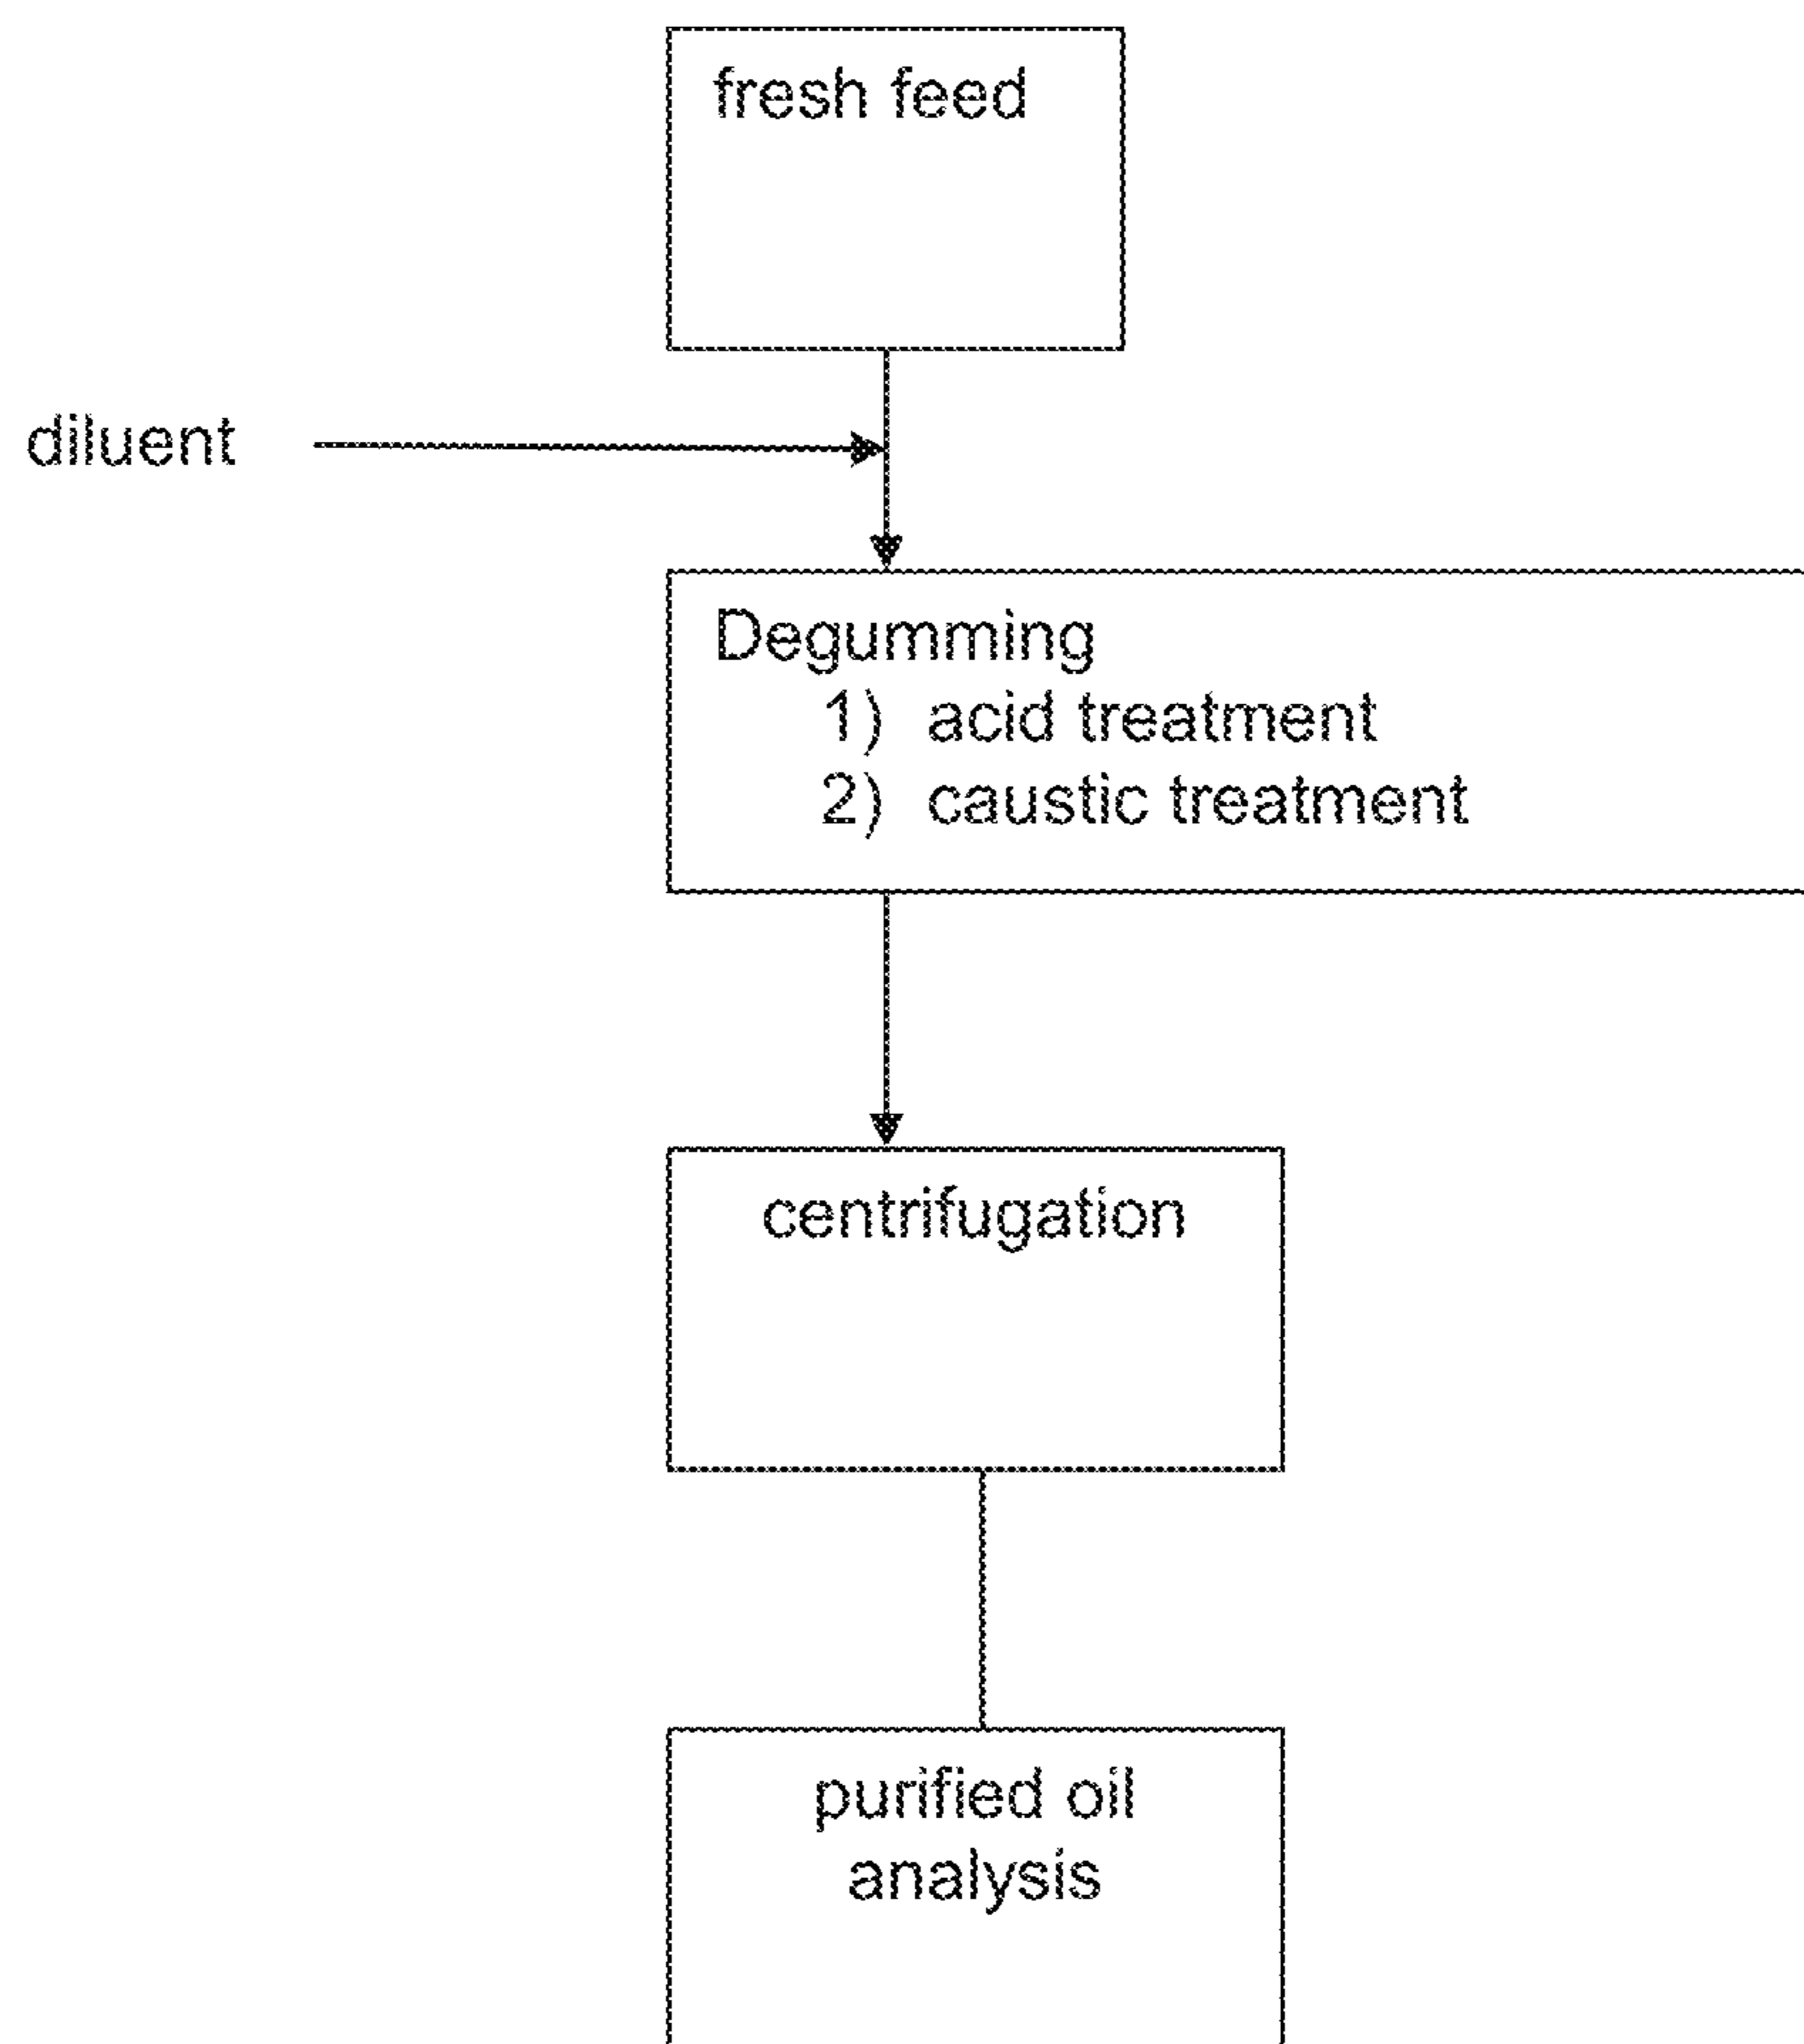 fresh feed
diluent
Degumming
1) acid treatment
2) caustic treatment
centrifugation
purified oil
analysis